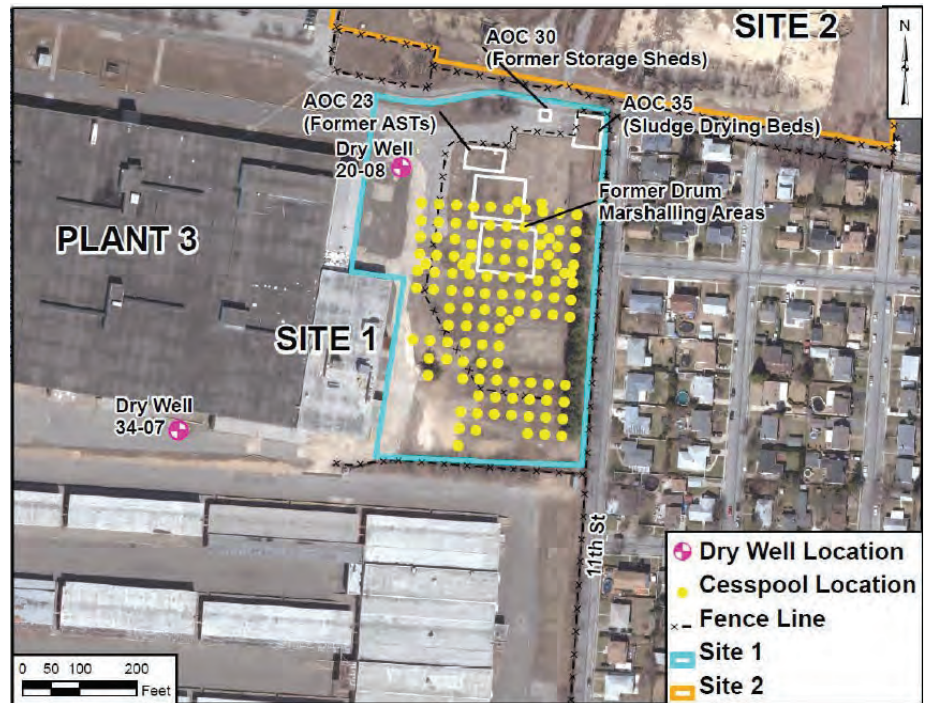 SITE 2
N
AOC 30
(Former Storage Sheds)
AOC 23
(Former ASTs)
AOC 35
(Sludge Drying Beds)
Dry Well
20-08
Former Drum
Marshalling Areas
PLANT 3
SITE 1
Dry Well
34-07
11th St
Dry Well Location
Cesspool Location
Fence Line
Site 1
Site 2
0 50 100 200
Feet